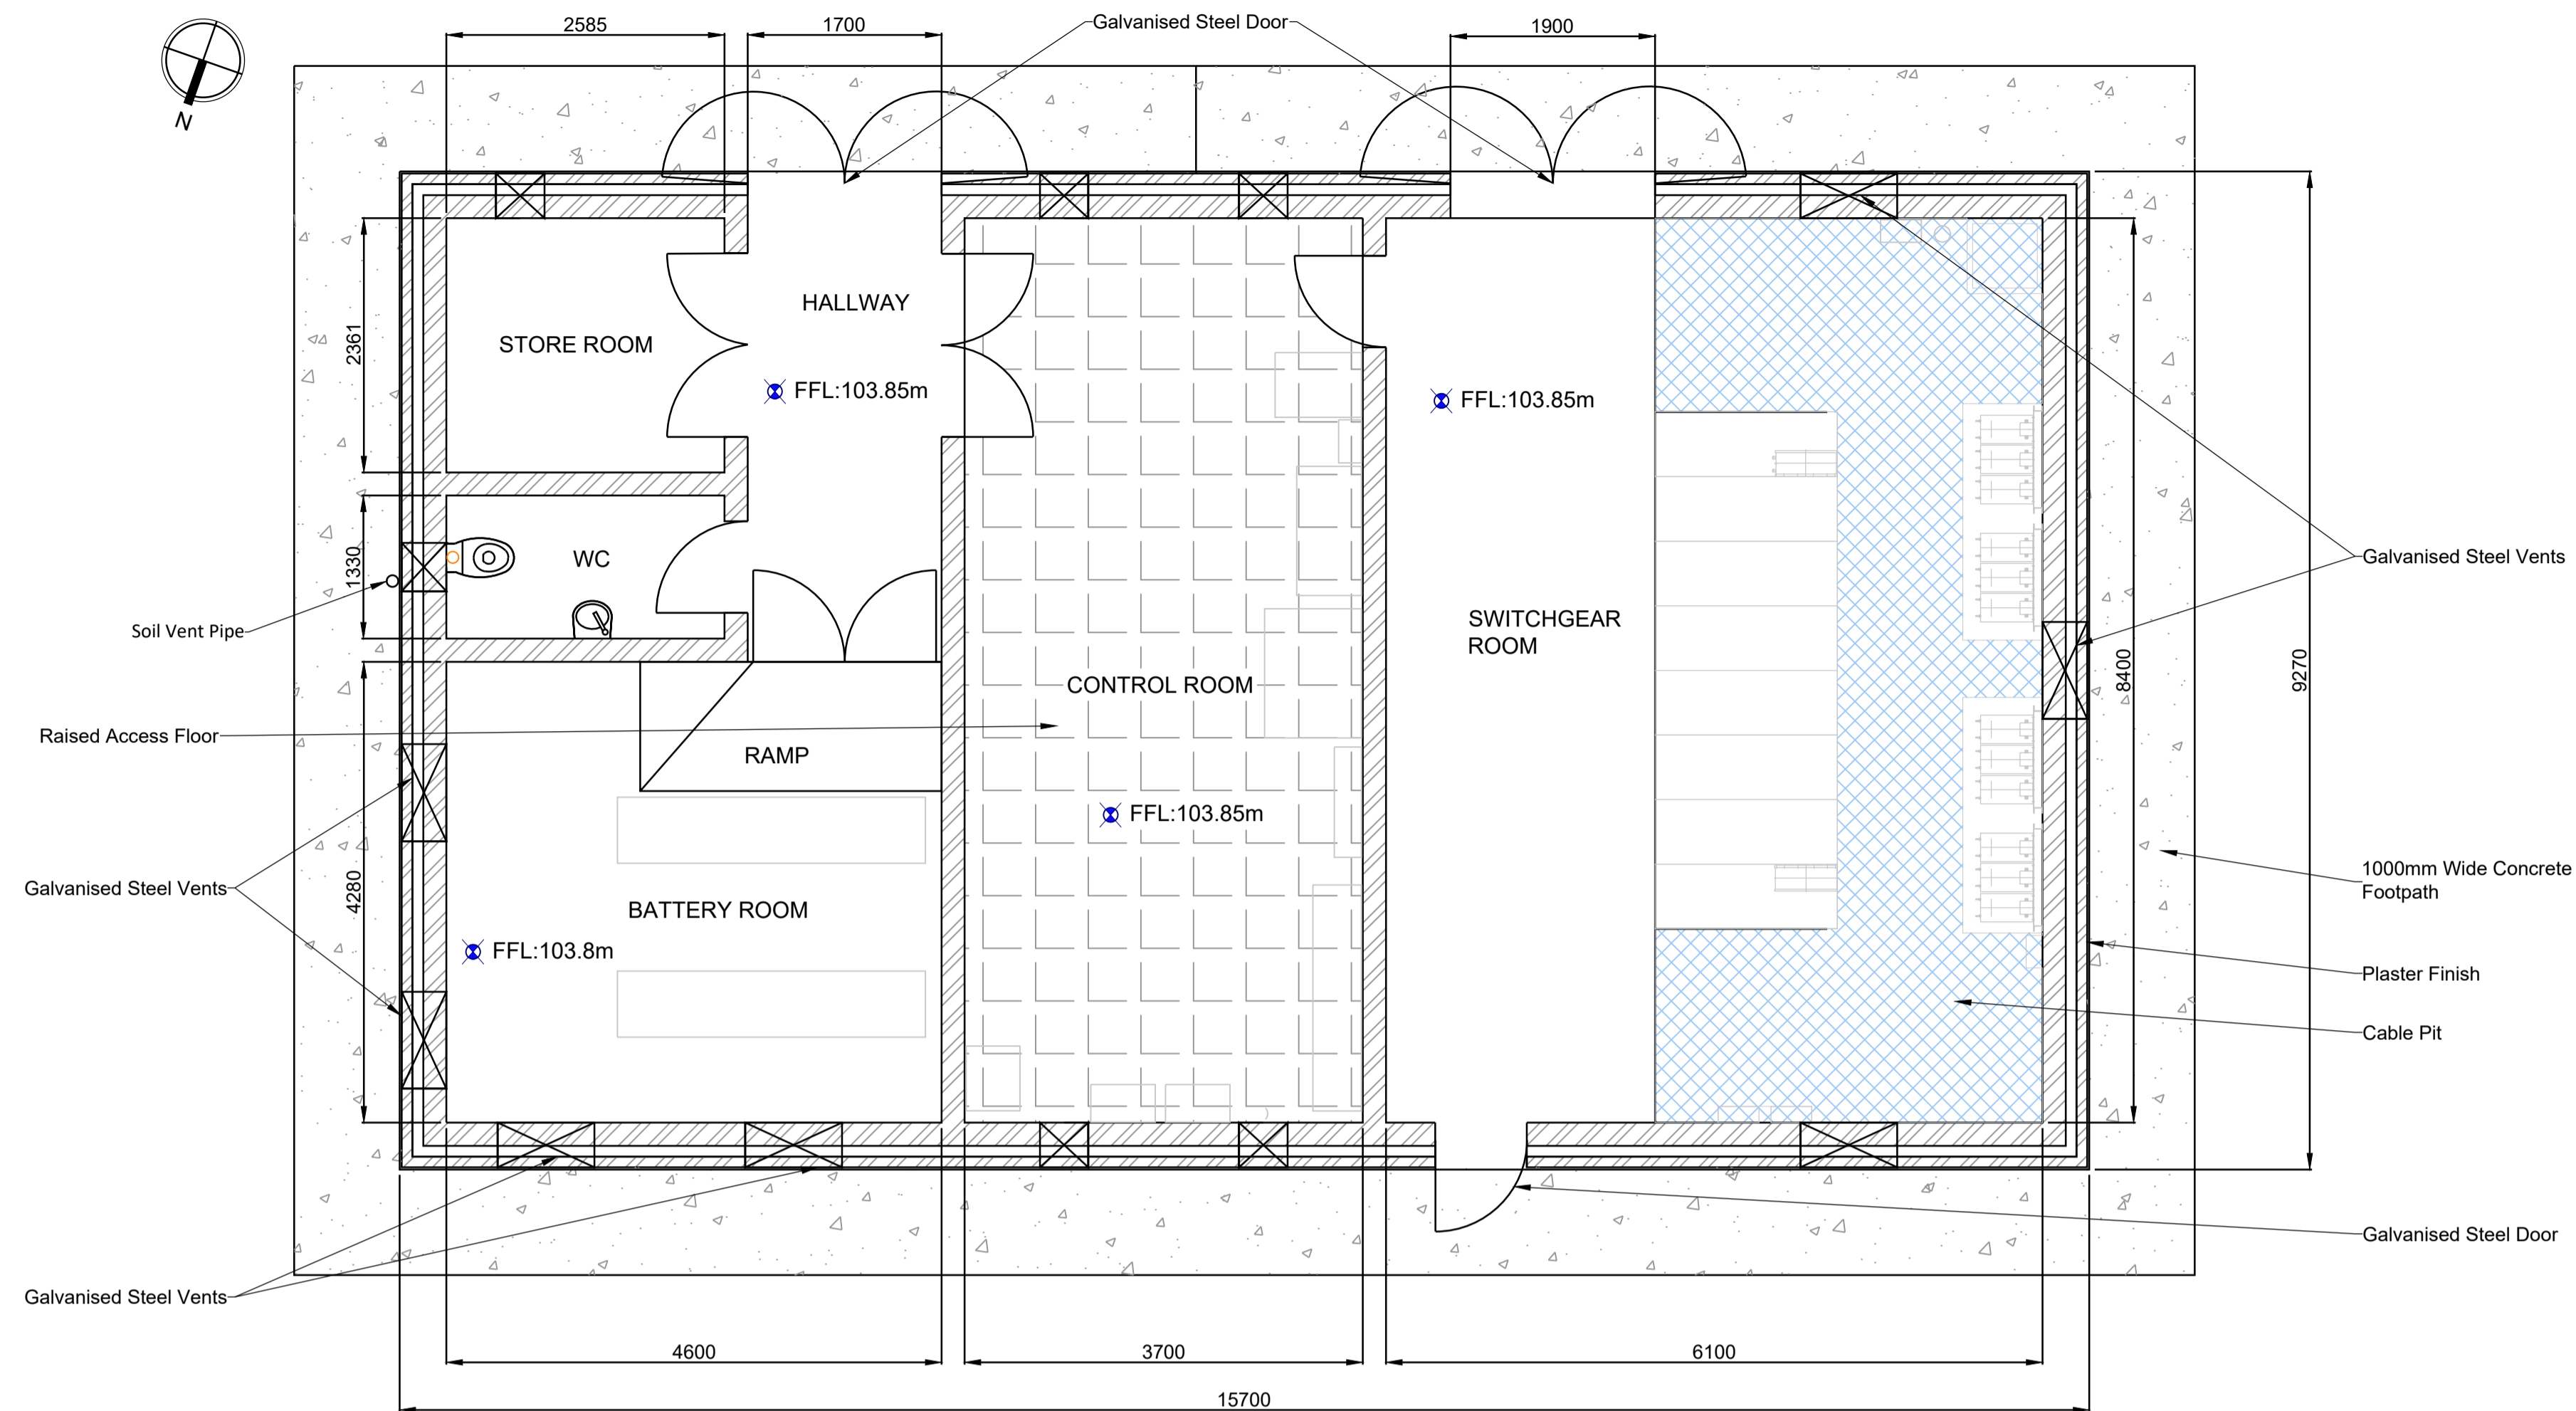 2585
1700
Galvanised Steel Door
1900
N
HALLWAY
STORE ROOM
2361
FFL:103.85m
FFL:103.85m
WC
1330
Galvanised Steel Vents
SWITCHGEAR
ROOM
Soil Vent Pipe
8400
9270
CONTROL ROOM
Raised Access Floor
RAMP
FFL:103.85m
1000mm Wide Concrete
Footpath
Galvanised Steel Vents
4280
BATTERY ROOM
FFL:103.8m
Plaster Finish
Cable Pit
Galvanised Steel Door
Galvanised Steel Vents
4600
3700
6100
15700